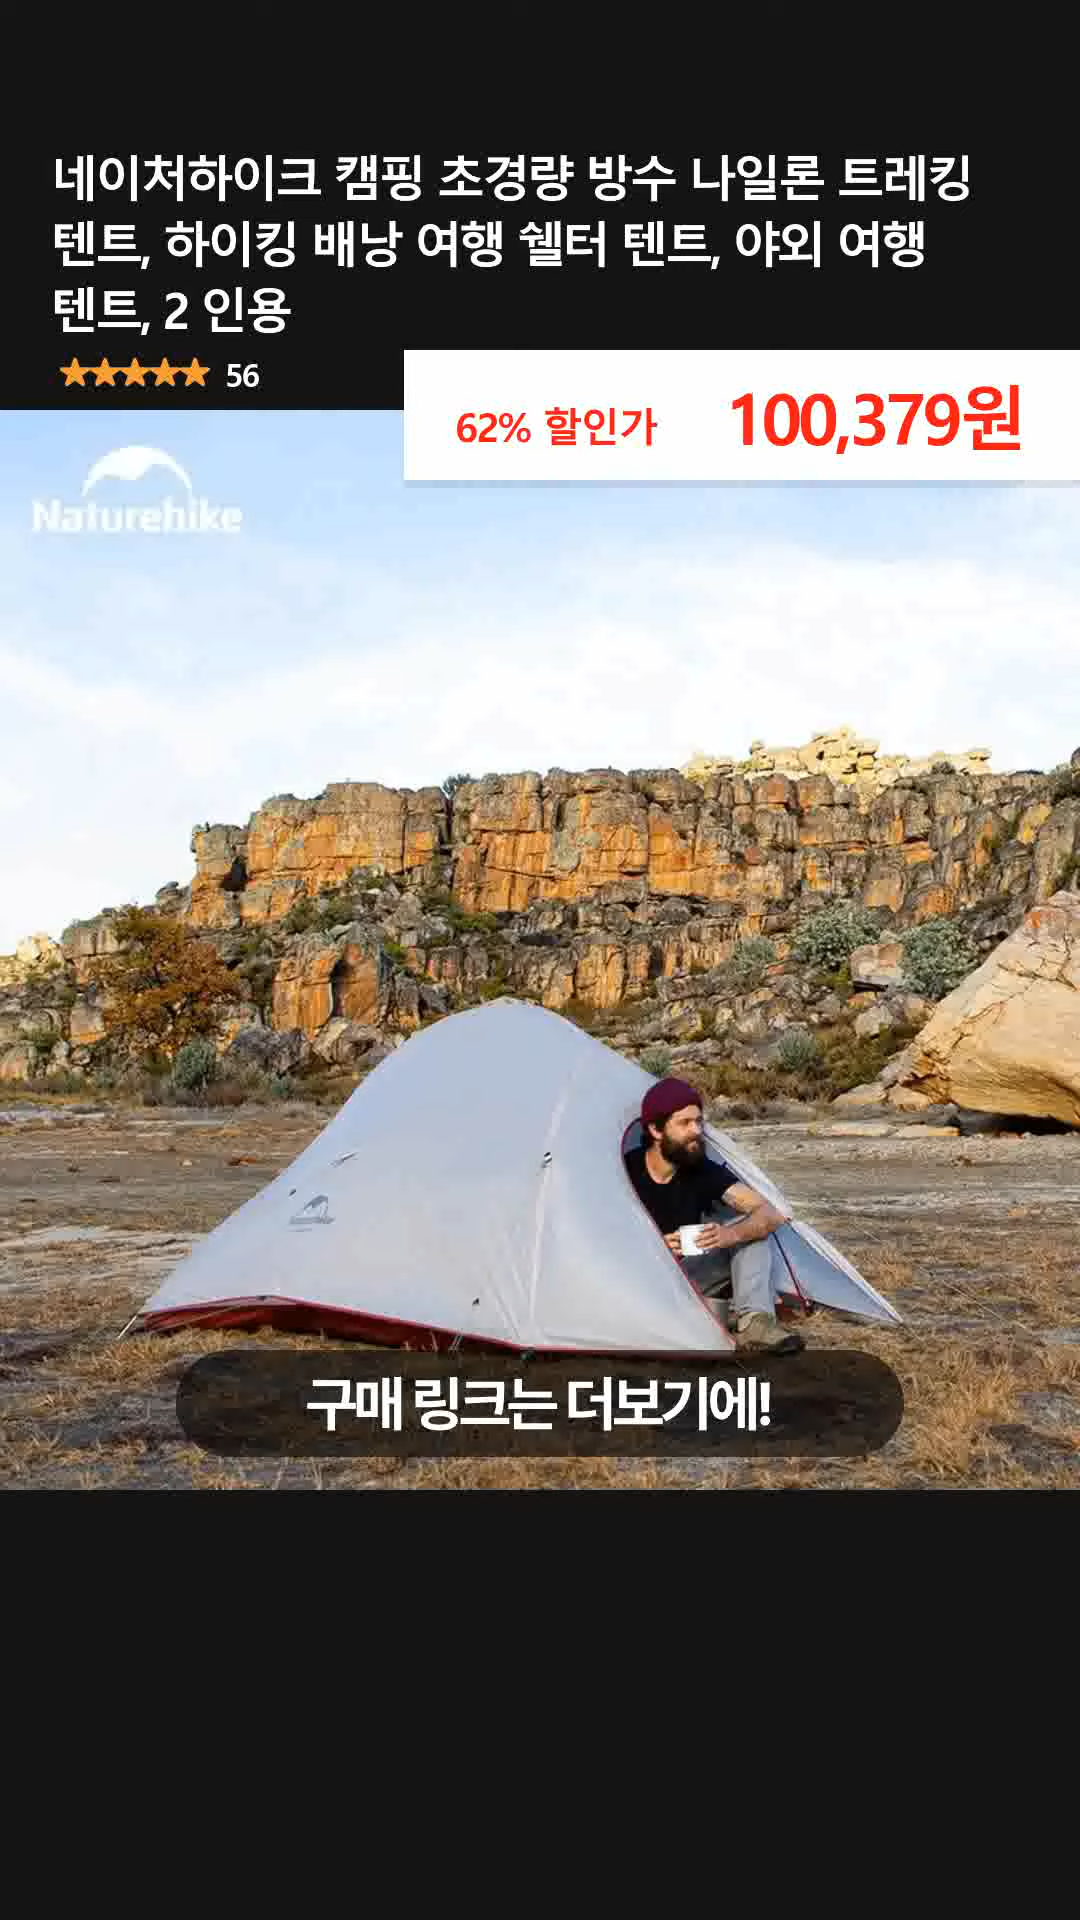 네이처하이크 캠핑 초경량 방수 나일론 트레킹
텐트, 하이킹 배낭 여행 쉘터 텐트, 야외 여행
텐트, 2 인용
★★★★★ 56
62% 할인가 100,379원
Naturehike
구매 링크는 더보기에!